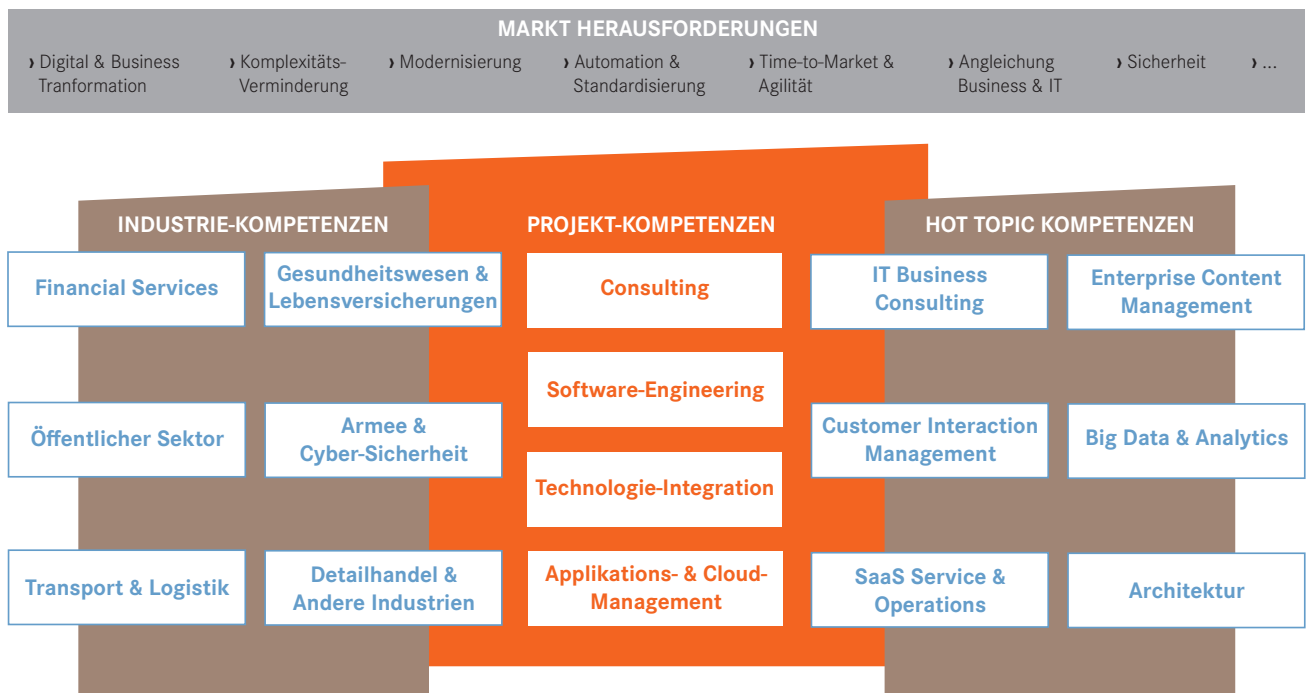 MARKT HERAUSFORDERUNGEN
› Digital & Business
Tranformation
› Komplexitäts-
Verminderung
› Modernisierung
› Automation &
Standardisierung
› Time-to-Market &
Agilität
› Angleichung
Business & IT
› Sicherheit
› ...
INDUSTRIE-KOMPETENZEN
Financial Services
Gesundheitswesen &
Lebensversicherungen
Öffentlicher Sektor
Armee &
Cyber-Sicherheit
Transport & Logistik
Detailhandel &
Andere Industrien
PROJEKT-KOMPETENZEN
Consulting
Software-Engineering
Technologie-Integration
Applikations- & Cloud-
Management
HOT TOPIC KOMPETENZEN
IT Business
Consulting
Enterprise Content
Management
Customer Interaction
Management
Big Data & Analytics
SaaS Service &
Operations
Architektur